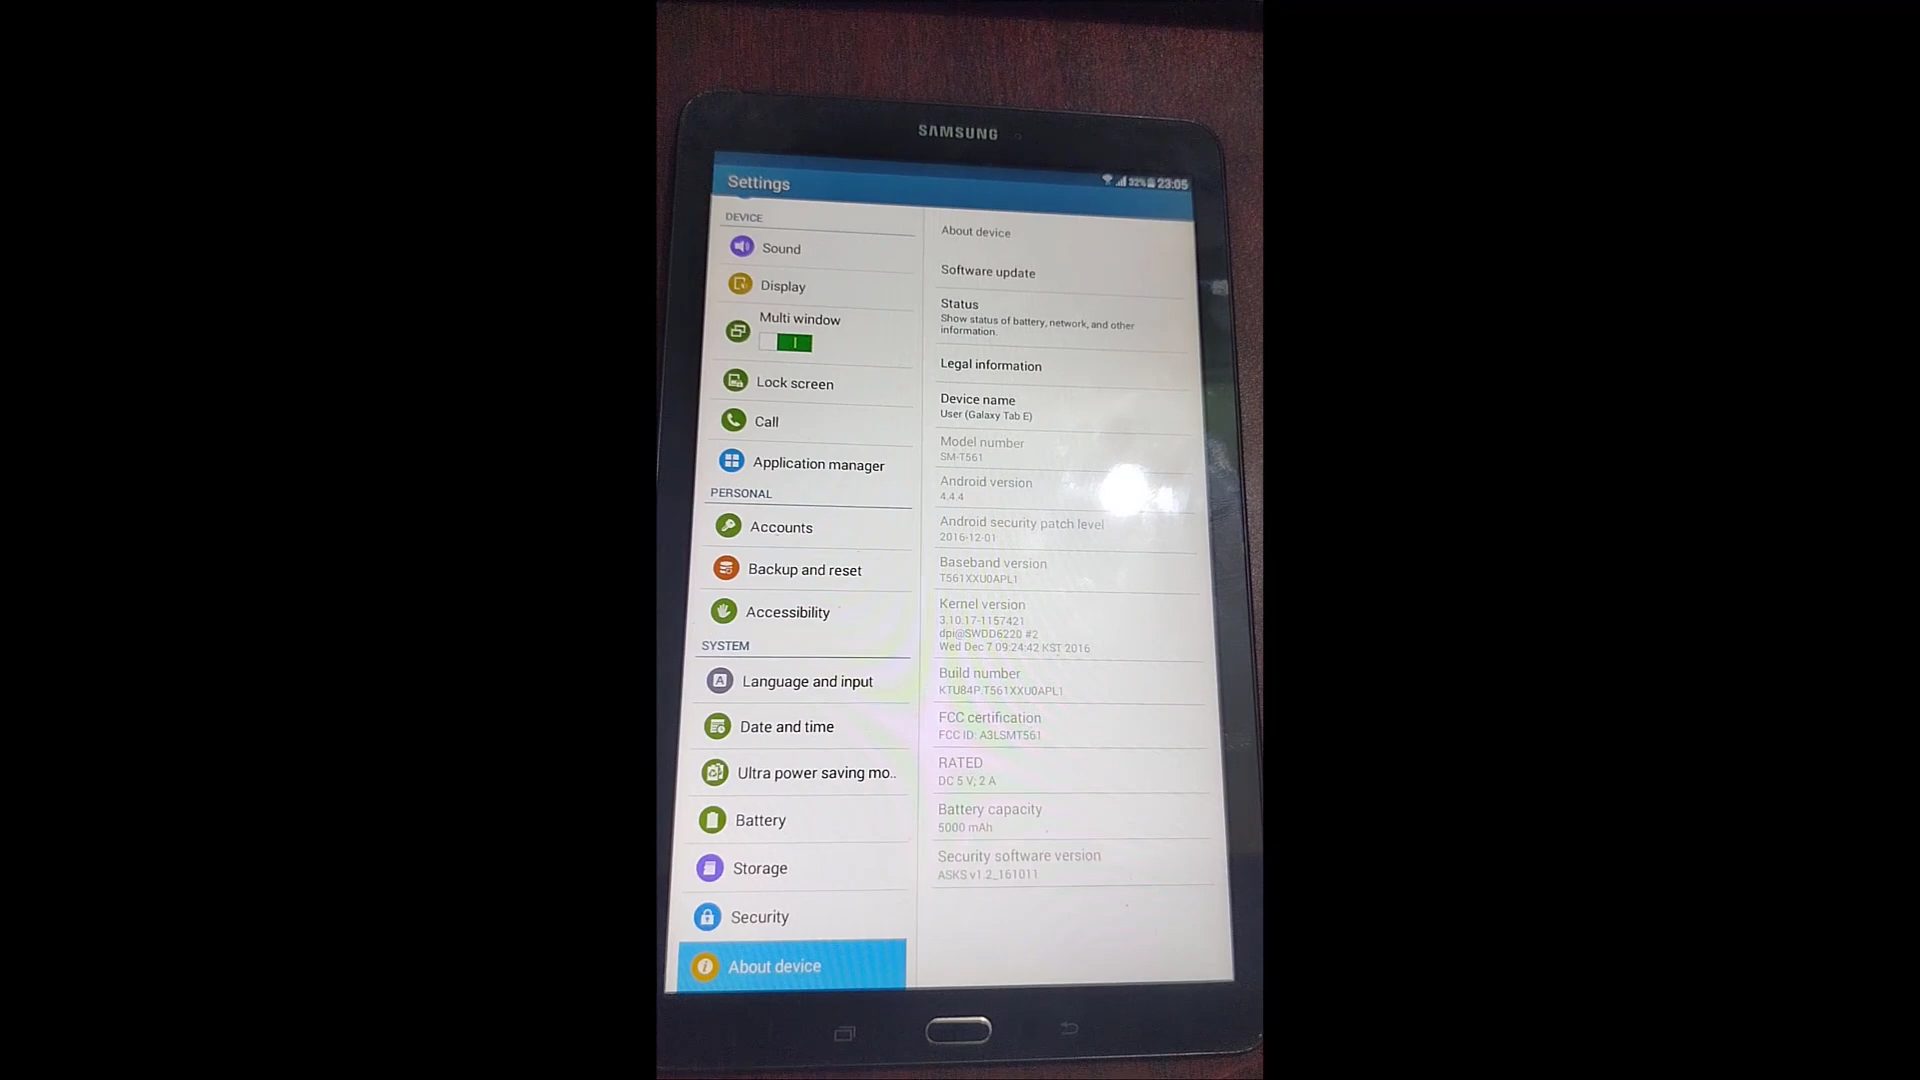 SAMSUNG
Settings
32% 23:05
DEVICE
Sound
Display
Multi window
Lock screen
Call
Application manager
PERSONAL
Accounts
Backup and reset
Accessibility
SYSTEM
Language and input
Date and time
Ultra power saving mo..
Battery
Storage
Security
About device
About device
Software update
Status
Show status of battery, network, and other
information.
Legal information
Device name
User (Galaxy Tab E)
Model number
SM-T561
Android version
4.4.4
Android security patch level
2016-12-01
Baseband version
T561XXU0APL1
Kernel version
3.10.17-1157421
dpi@SWDD6220 #2
Wed Dec 7 09:24:42 KST 2016
Build number
KTU84P.T561XXU0APL1
FCC certification
FCC ID: A3LSMT561
RATED
DC 5 V; 2 A
Battery capacity
5000 mAh
Security software version
ASKS v1.2_161011